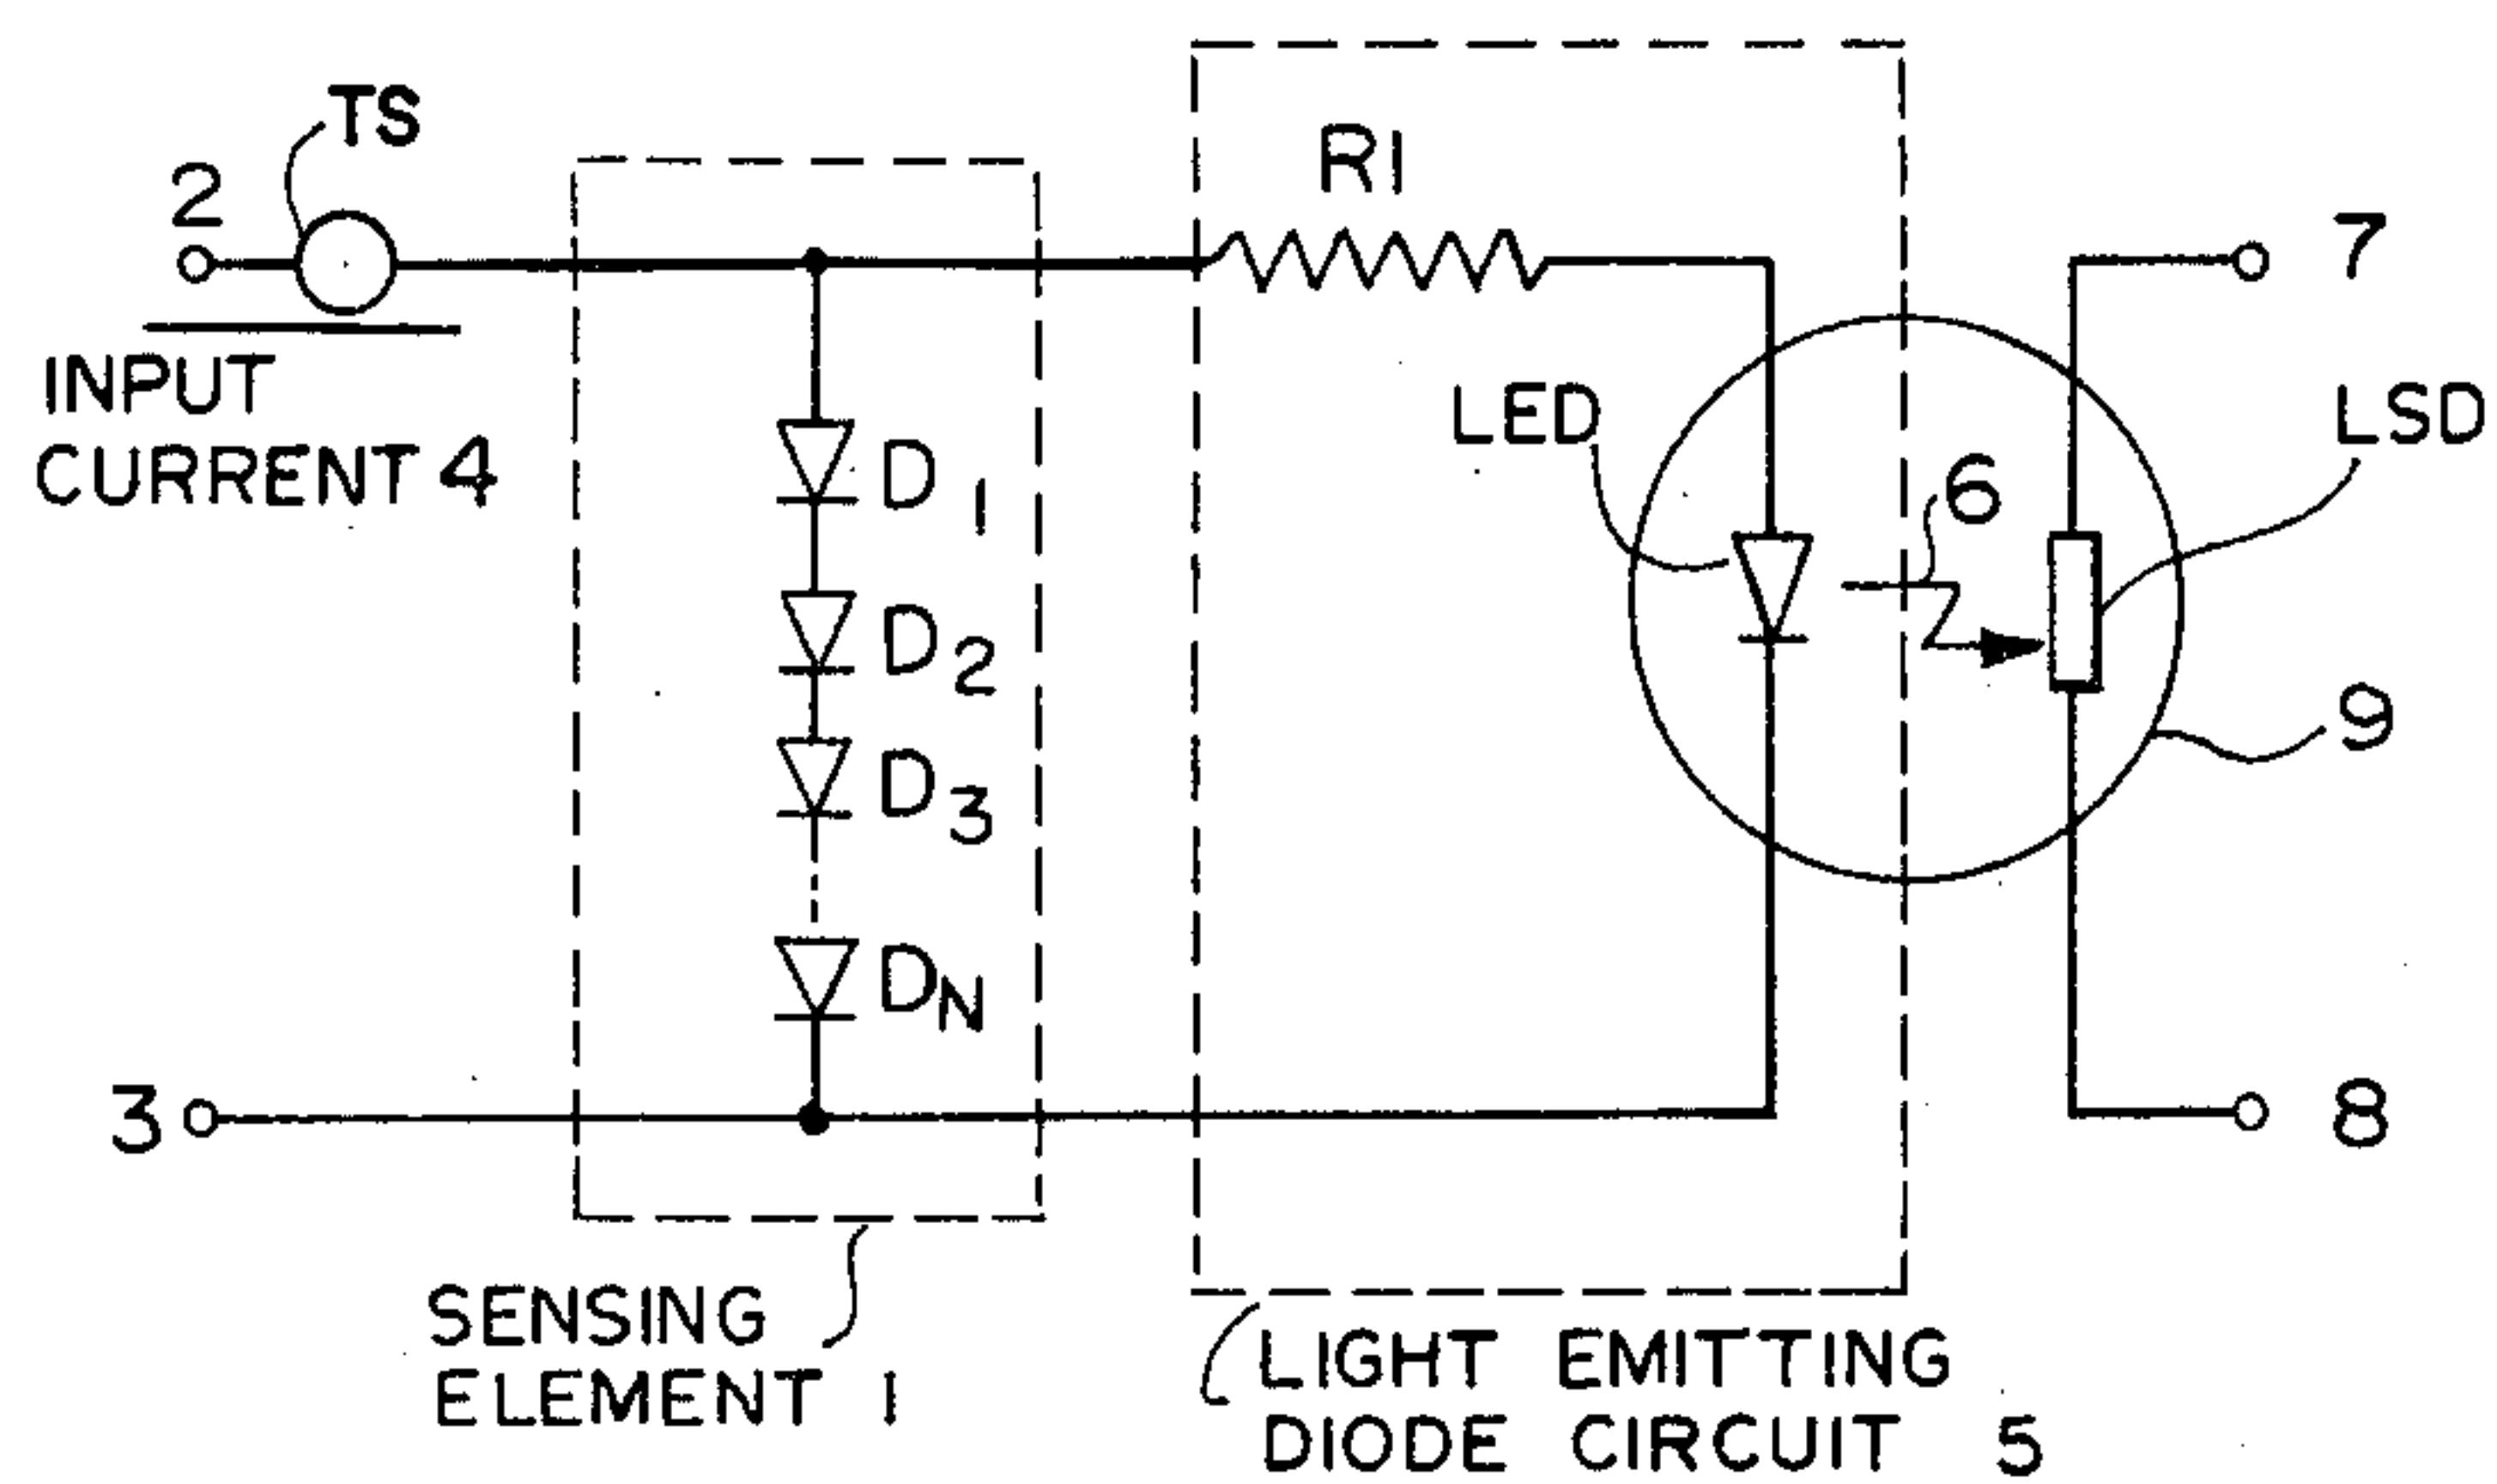 TS
2
INPUT
CURRENT 4
R1
7
LED
6
LSD
D1
D2
D3
DN
9
3
8
SENSING
ELEMENT 1
LIGHT EMITTING
DIODE CIRCUIT 5